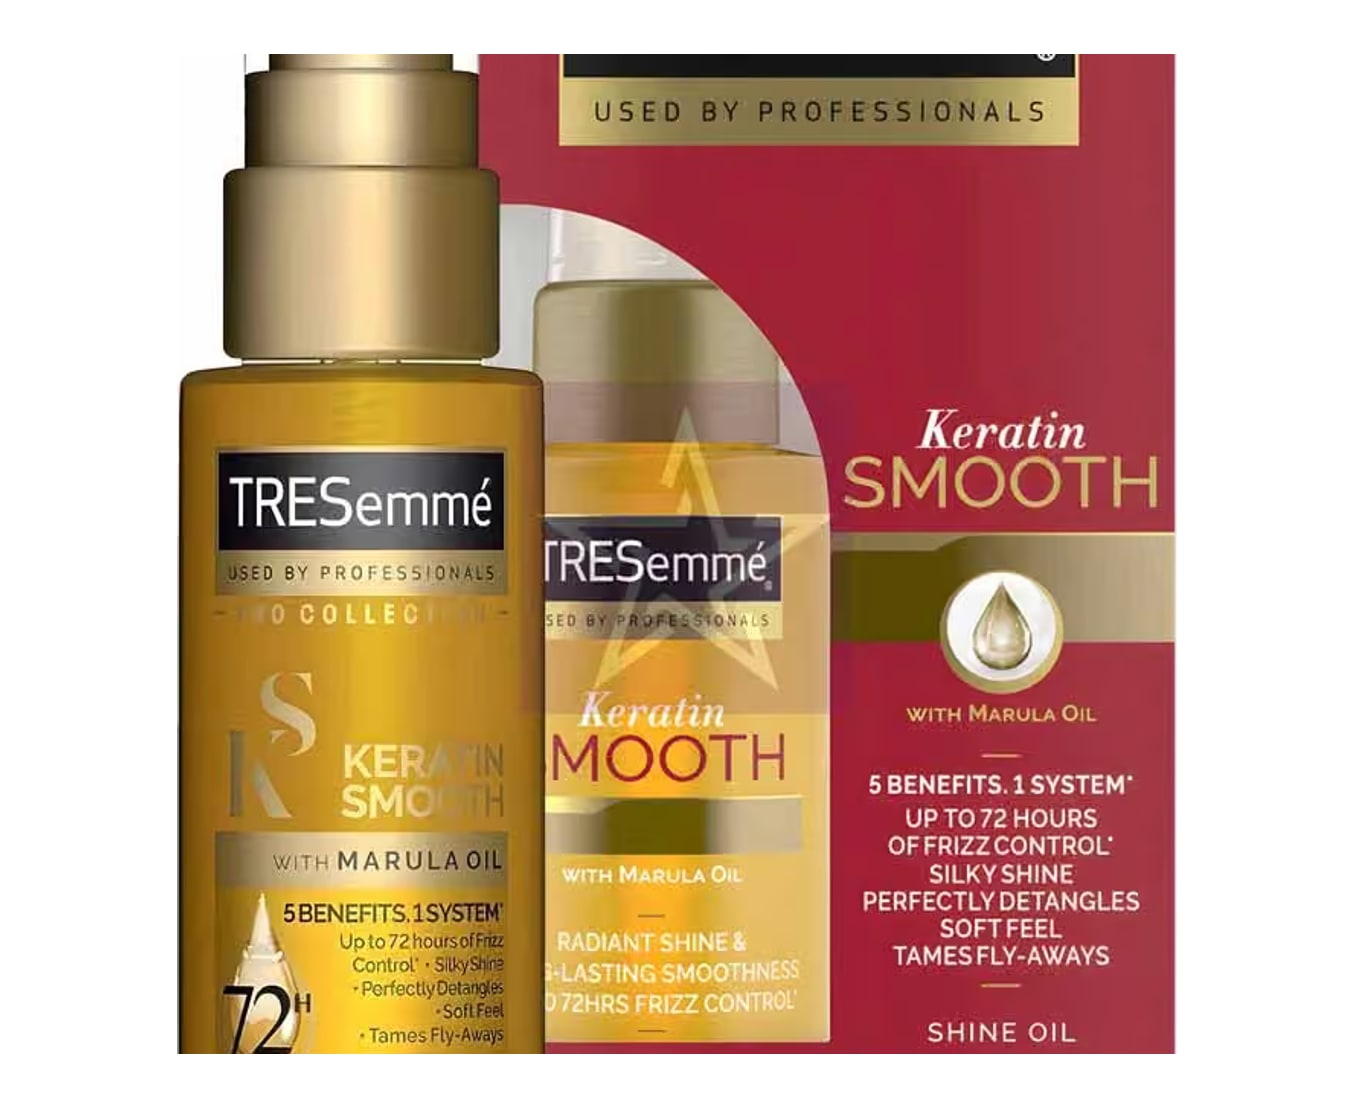 USED BY PROFESSIONALS
TRESemmé
USED BY PROFESSIONALS
KS
KERATIN
SMOOTH
WITH MARULA OIL
5 BENEFITS, 1 SYSTEM*
Up to 72 hours of Frizz
Control* • Silky Shine
• Perfectly Detangles
• Soft Feel
• Tames Fly-Aways
72H
TRESemmé®
SED BY PROFESSIONALS
Keratin
MOOTH
WITH MARULA OIL
RADIANT SHINE &
-LASTING SMOOTHNESS
72HRS FRIZZ CONTROL*
Keratin
SMOOTH
WITH MARULA OIL
5 BENEFITS. 1 SYSTEM*
UP TO 72 HOURS
OF FRIZZ CONTROL*
SILKY SHINE
PERFECTLY DETANGLES
SOFT FEEL
TAMES FLY-AWAYS
SHINE OIL